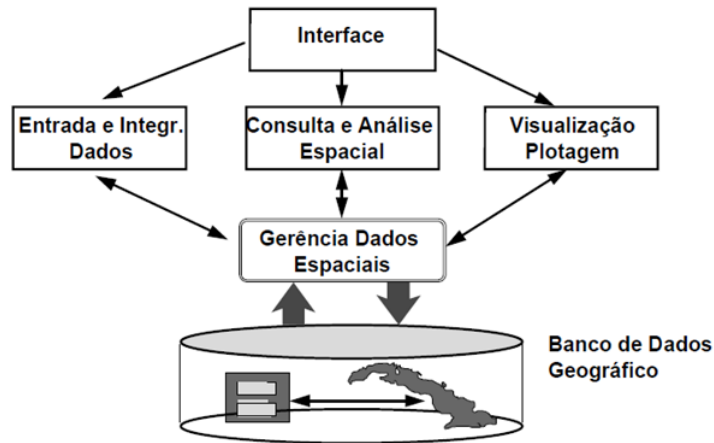 Interface
Entrada e Integr.
Dados
Consulta e Análise
Espacial
Visualização
Plotagem
Gerência Dados
Espaciais
Banco de Dados
Geográfico